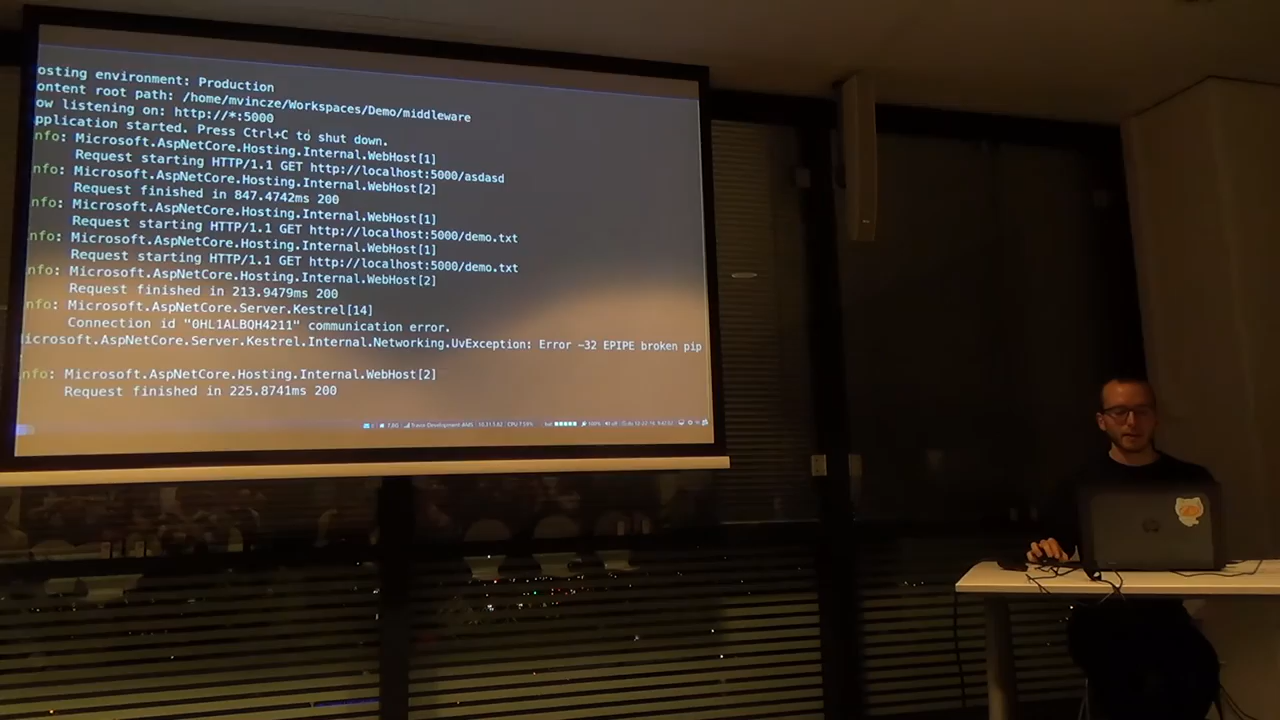 osting environment: Production
ontent root path: /home/mvincze/Workspaces/Demo/middleware
ow listening on: http://*:5000
pplication started. Press Ctrl+C to shut down.
nfo: Microsoft.AspNetCore.Hosting.Internal.WebHost[1]
Request starting HTTP/1.1 GET http://localhost:5000/asdasd
nfo: Microsoft.AspNetCore.Hosting.Internal.WebHost[2]
Request finished in 847.4742ms 200
nfo: Microsoft.AspNetCore.Hosting.Internal.WebHost[1]
Request starting HTTP/1.1 GET http://localhost:5000/demo.txt
nfo: Microsoft.AspNetCore.Hosting.Internal.WebHost[1]
Request starting HTTP/1.1 GET http://localhost:5000/demo.txt
nfo: Microsoft.AspNetCore.Hosting.Internal.WebHost[2]
Request finished in 213.9479ms 200
nfo: Microsoft.AspNetCore.Server.Kestrel[14]
Connection id "0HL1ALBQH4211" communication error.
icrosoft.AspNetCore.Server.Kestrel.Internal.Networking.UvException: Error -32 EPIPE broken pip
nfo: Microsoft.AspNetCore.Hosting.Internal.WebHost[2]
Request finished in 225.8741ms 200